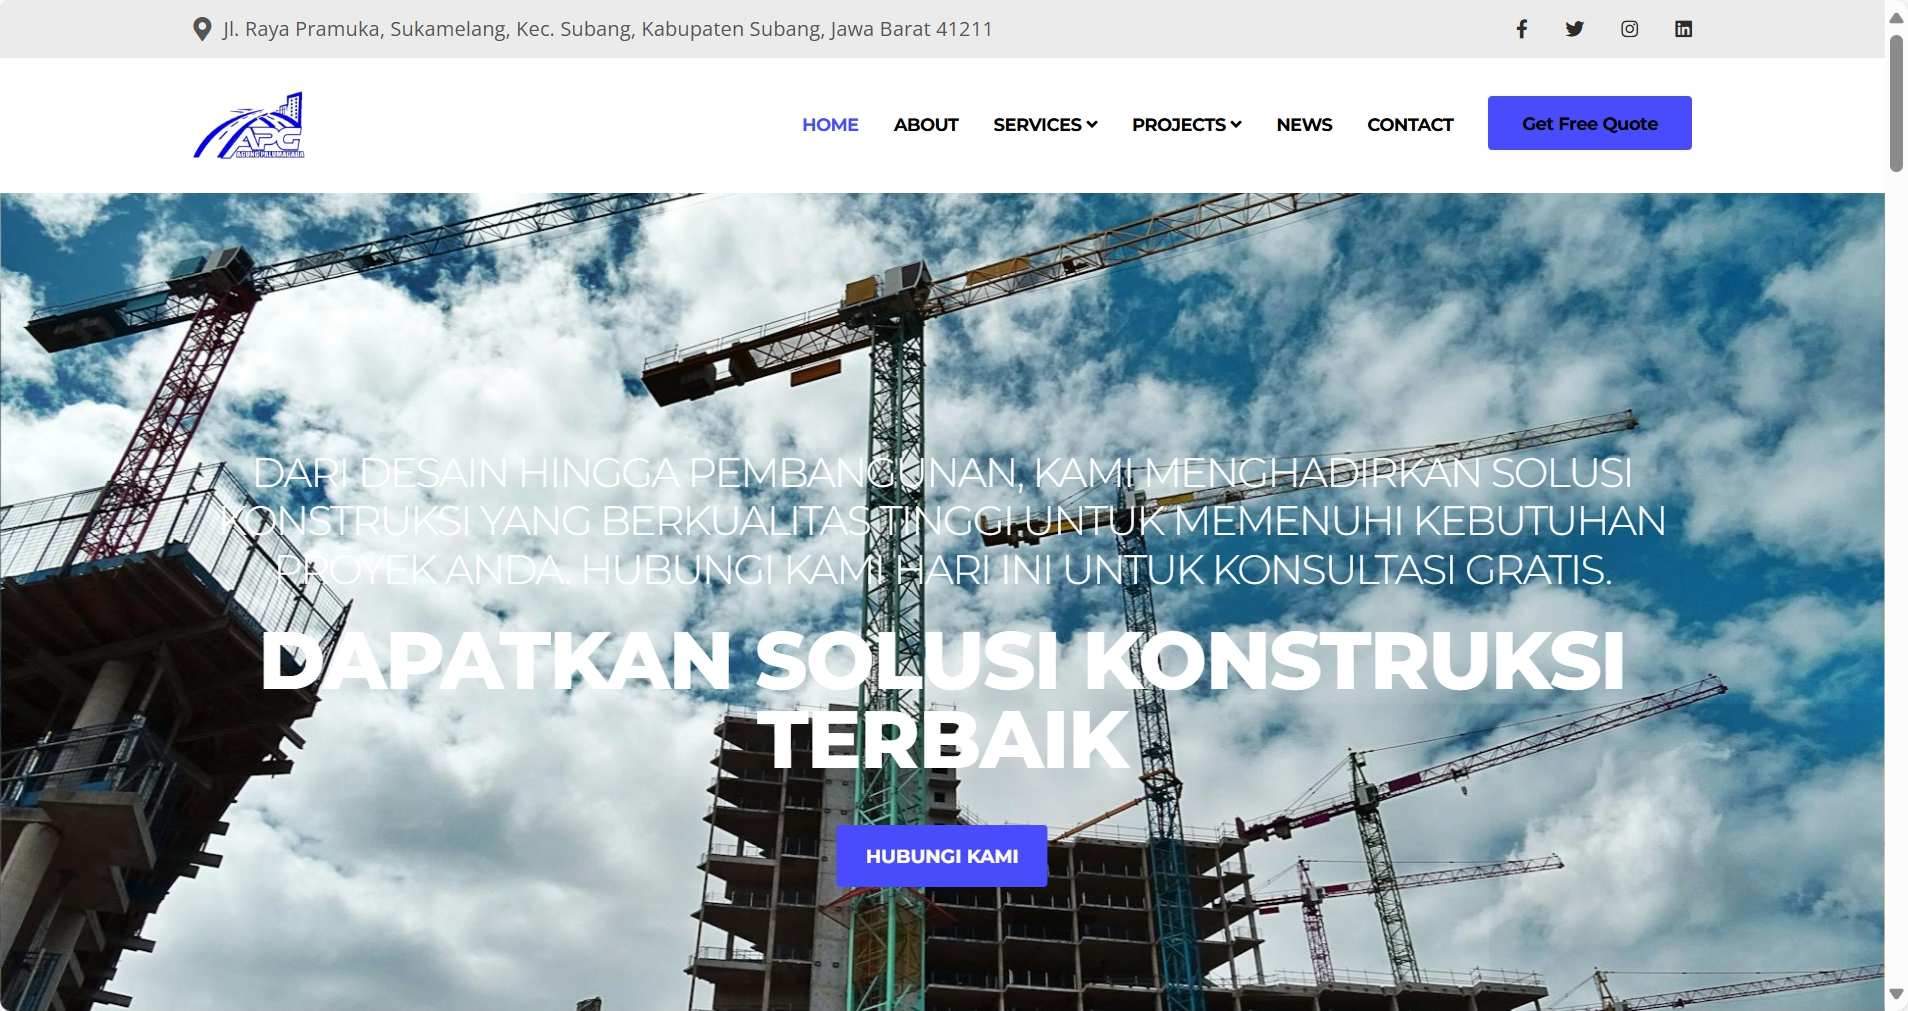 Jl. Raya Pramuka, Sukamelang, Kec. Subang, Kabupaten Subang, Jawa Barat 41211
APG
AGUNG PALUMAGADA
HOME ABOUT SERVICES PROJECTS NEWS CONTACT Get Free Quote
DARI DESAIN HINGGA PEMBANGUNAN, KAMI MENGHADIRKAN SOLUSI
KONSTRUKSI YANG BERKUALITAS TINGGI UNTUK MEMENUHI KEBUTUHAN
PROYEK ANDA. HUBUNGI KAMI HARI INI UNTUK KONSULTASI GRATIS.
DAPATKAN SOLUSI KONSTRUKSI
TERBAIK
HUBUNGI KAMI